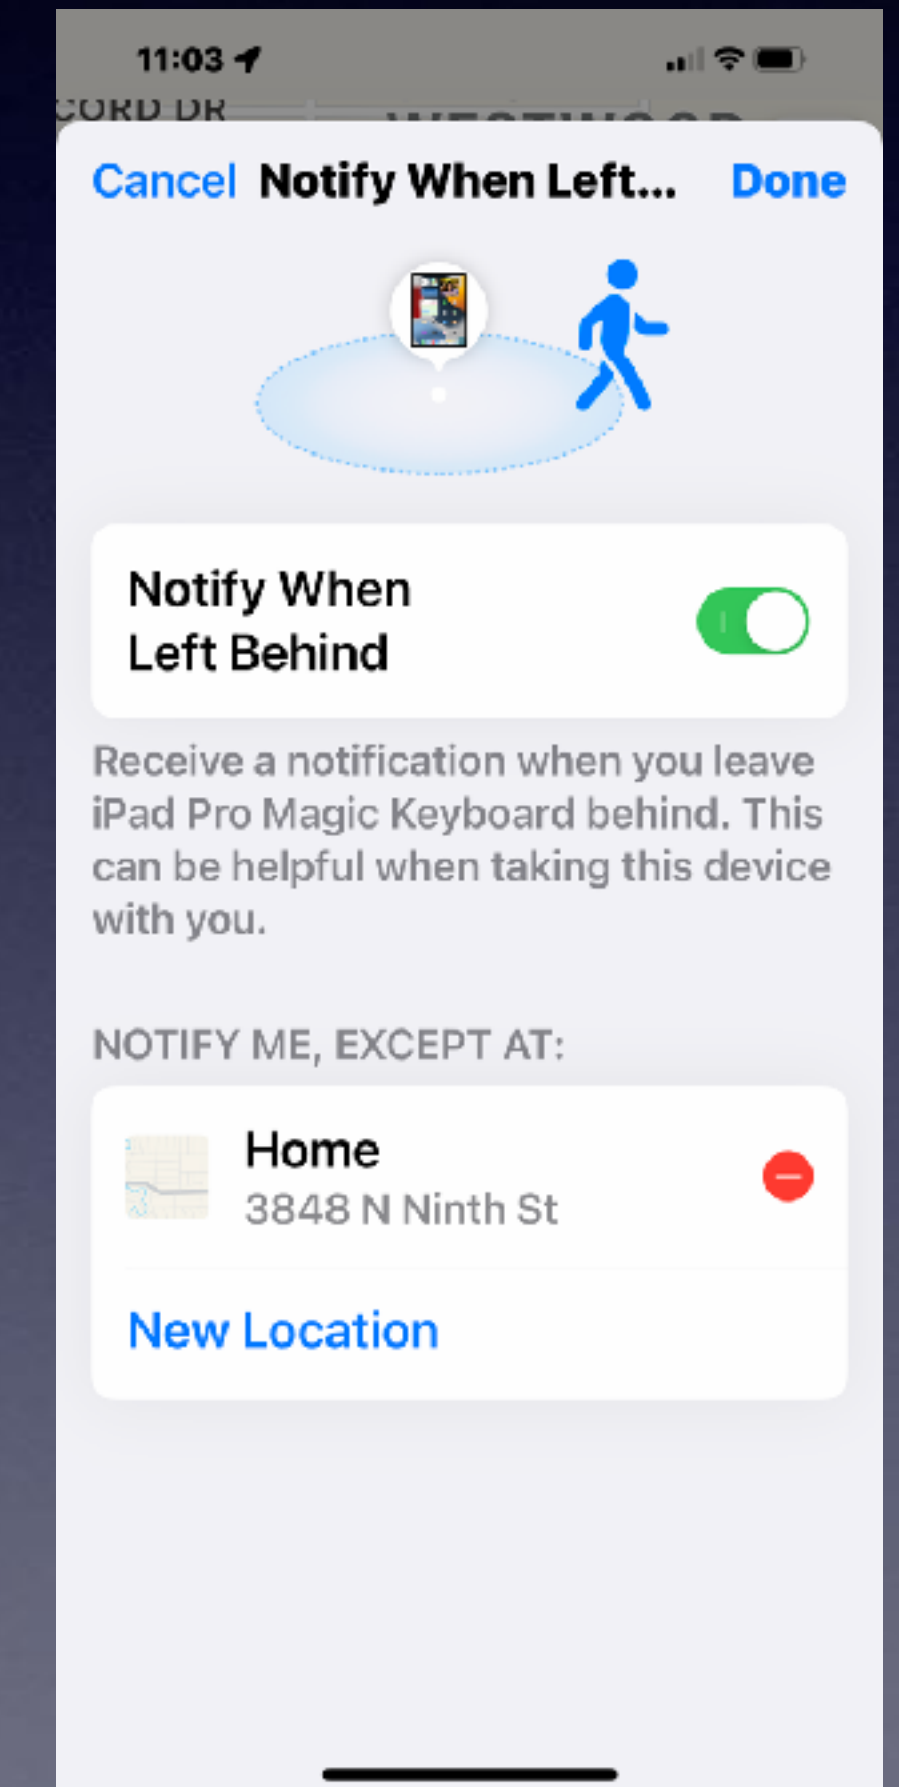 11:03
CORD DR
WESTWOOD
Cancel Notify When Left... Done
Notify When
Left Behind
Receive a notification when you leave
iPad Pro Magic Keyboard behind. This
can be helpful when taking this device
with you.
NOTIFY ME, EXCEPT AT:
Home
3848 N Ninth St
New Location